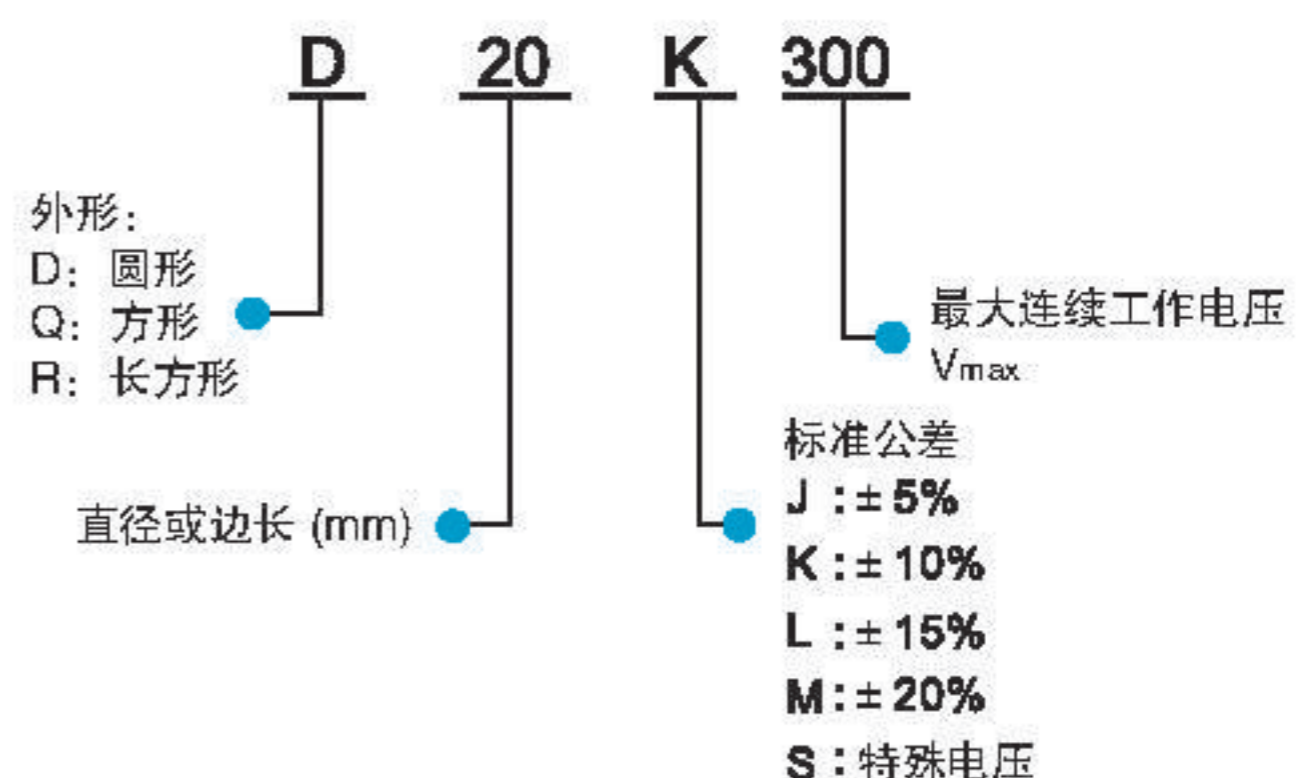 D 20 K 300
外形:
D: 圆形
Q: 方形
R: 长方形
直径或边长 (mm)
最大连续工作电压
Vmax
标准公差
J :± 5%
K :± 10%
L :± 15%
M :± 20%
S :特殊电压